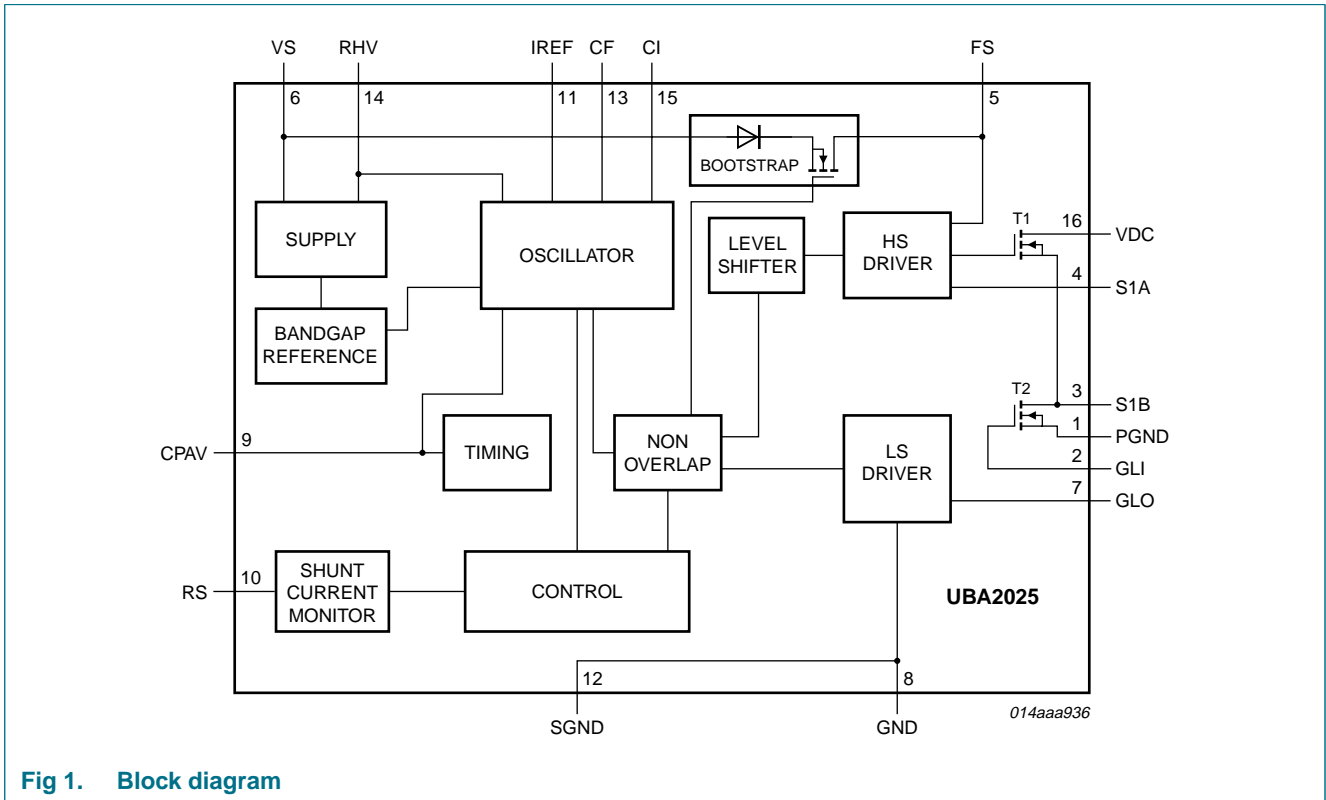 VS RHV IREF CF CI FS
6 14 11 13 15 5
BOOTSTRAP
SUPPLY
OSCILLATOR
LEVEL
SHIFTER
HS
DRIVER
T1
16 VDC
4 S1A
BANDGAP
REFERENCE
T2
3 S1B
1 PGND
2 GLI
7 GLO
CPAV 9
TIMING
NON
OVERLAP
LS
DRIVER
RS 10
SHUNT
CURRENT
MONITOR
CONTROL
UBA2025
12 8
SGND GND
014aaa936
Fig 1. Block diagram